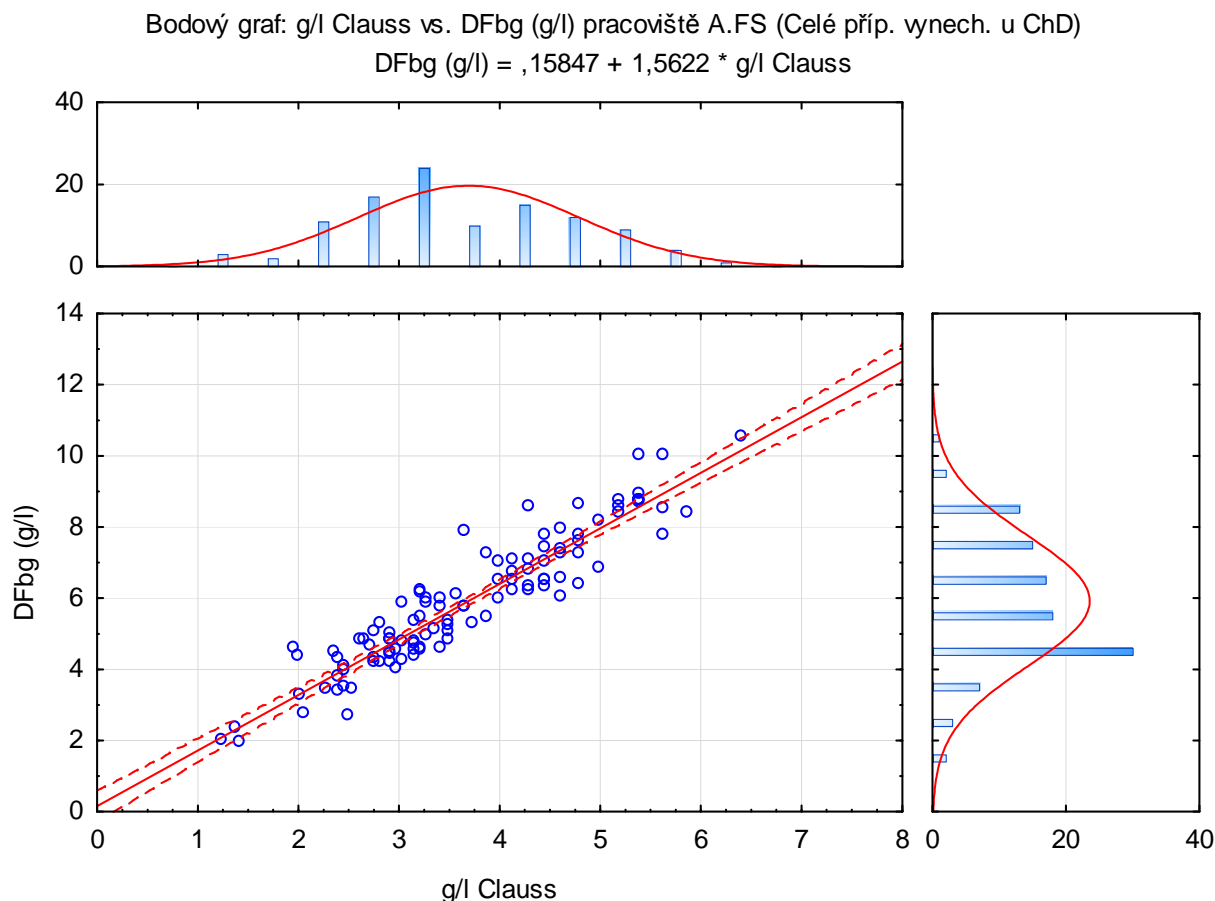 Bodový graf: g/l Clauss vs. DFbg (g/l) pracoviště A.FS (Celé příp. vynech. u ChD)
DFbg (g/l) = ,15847 + 1,5622 * g/l Clauss
40
20
0
14
12
10
8
6
4
2
0
DFbg (g/l)
0 1 2 3 4 5 6 7 8
0 20 40
g/l Clauss